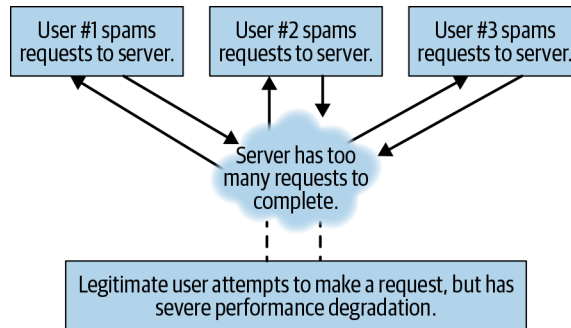 User #1 spams
requests to server.
User #2 spams
requests to server.
User #3 spams
requests to server.
Server has too
many requests to
complete.
Legitimate user attempts to make a request, but has
severe performance degradation.